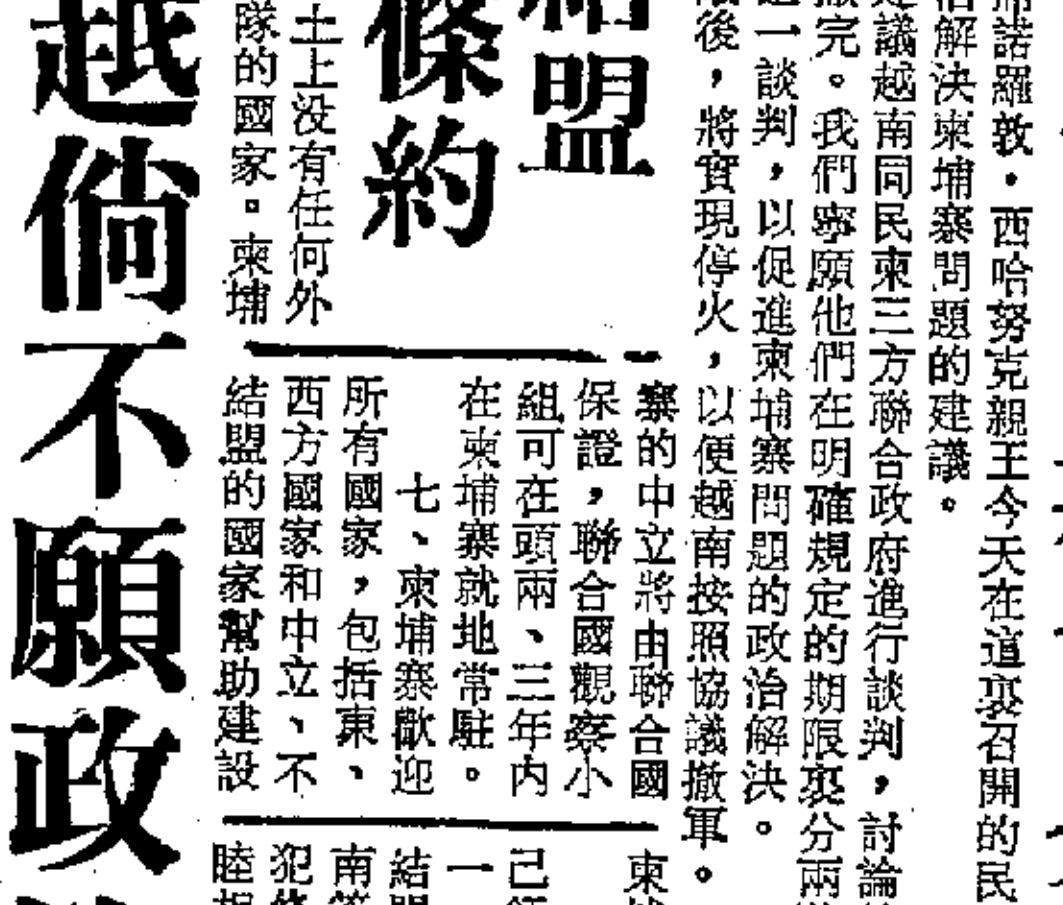 諾羅敦·西哈努克親王今天在這裏召開的民
解決柬埔寨問題的建議。
議越南同民柬三方聯合政府進行談判，討論
完。我們寧願他們在明確規定的期限裏分兩
一談判，以促進柬埔寨問題的政治解決。
後，將實現停火，以便越南按照協議撤軍。
盟
條約
土上没有任何外
隊的國家。柬埔
寨的中立將由聯合國
保證，聯合國觀察小
組可在頭兩、三年内
在柬埔寨就地常駐。
七、柬埔寨歡迎
所有國家，包括東、
西方國家和中立、不
結盟的國家幫助建設
柬
己
一
結
南
犯
睦
越倘不願政